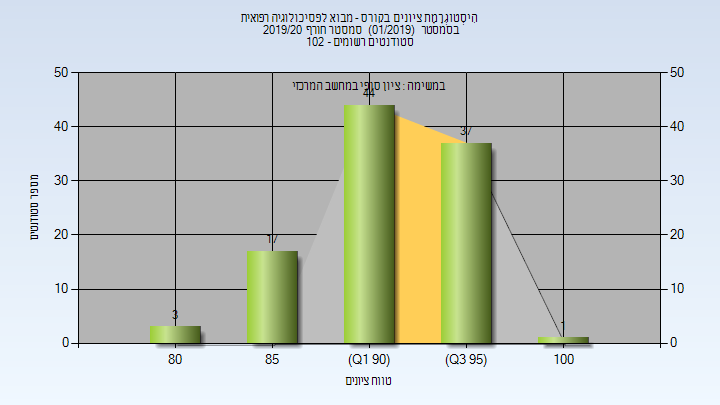 היסטוגרמת ציונים בקורס - מבוא לפסיכולוגיה רפואית
בסמסטר (01/2019) סמסטר חורף 2019/20
סטודנטים רשומים - 102
במשימה : ציון סופי במחשב המרכזי
50
40
30
20
10
0
50
40
30
20
10
0
מספר סטודנטים
3
17
44
37
1
80
85
(Q1 90)
(Q3 95)
100
טווח ציונים